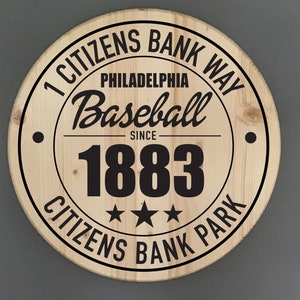 1 CITIZENS BANK WAY
PHILADELPHIA
Baseball
SINCE
1883
CITIZENS BANK PARK